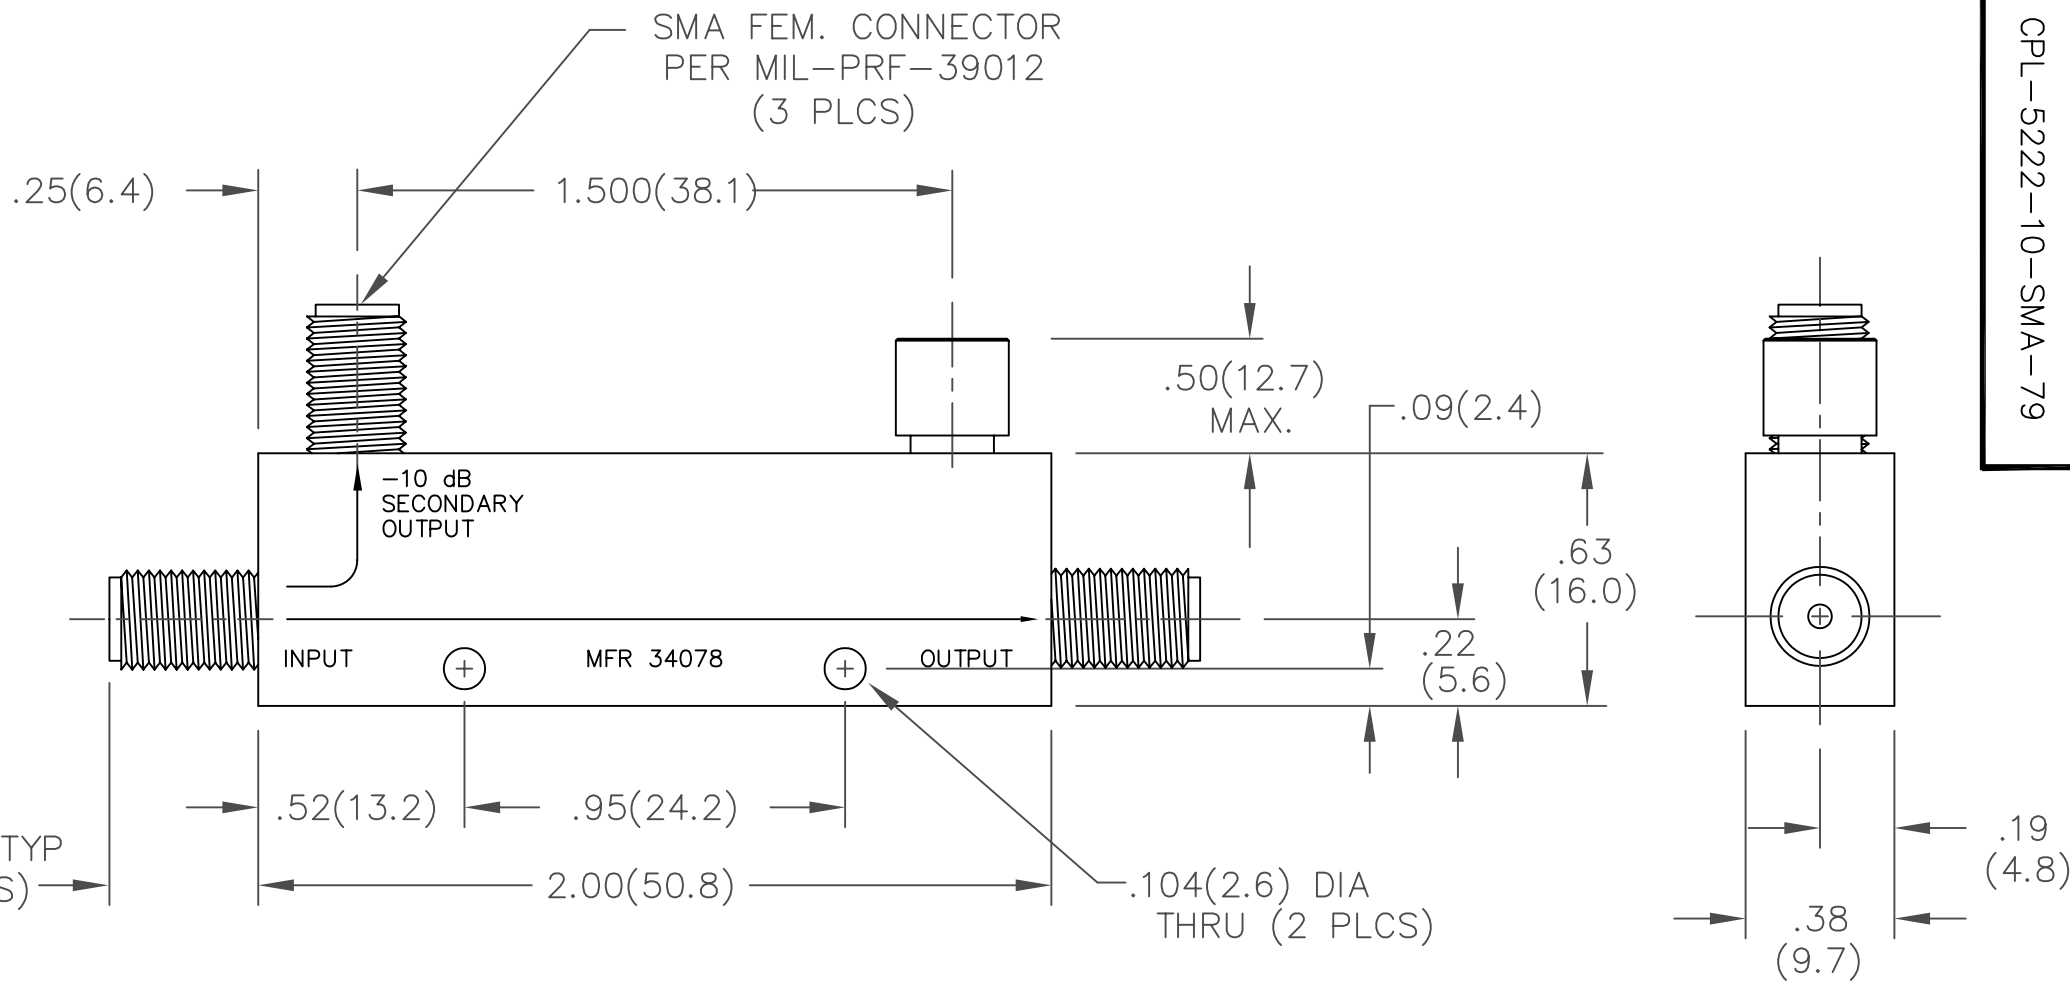 SMA FEM. CONNECTOR
PER MIL-PRF-39012
(3 PLCS)
CPL-5222-10-SMA-79
.25(6.4)
1.500(38.1)
.50(12.7)
MAX.
.09(2.4)
-10 dB
SECONDARY
OUTPUT
.63
(16.0)
.22
(5.6)
INPUT
MFR 34078
OUTPUT
.52(13.2)
.95(24.2)
TYP
S)
2.00(50.8)
.104(2.6) DIA
THRU (2 PLCS)
.19
(4.8)
.38
(9.7)